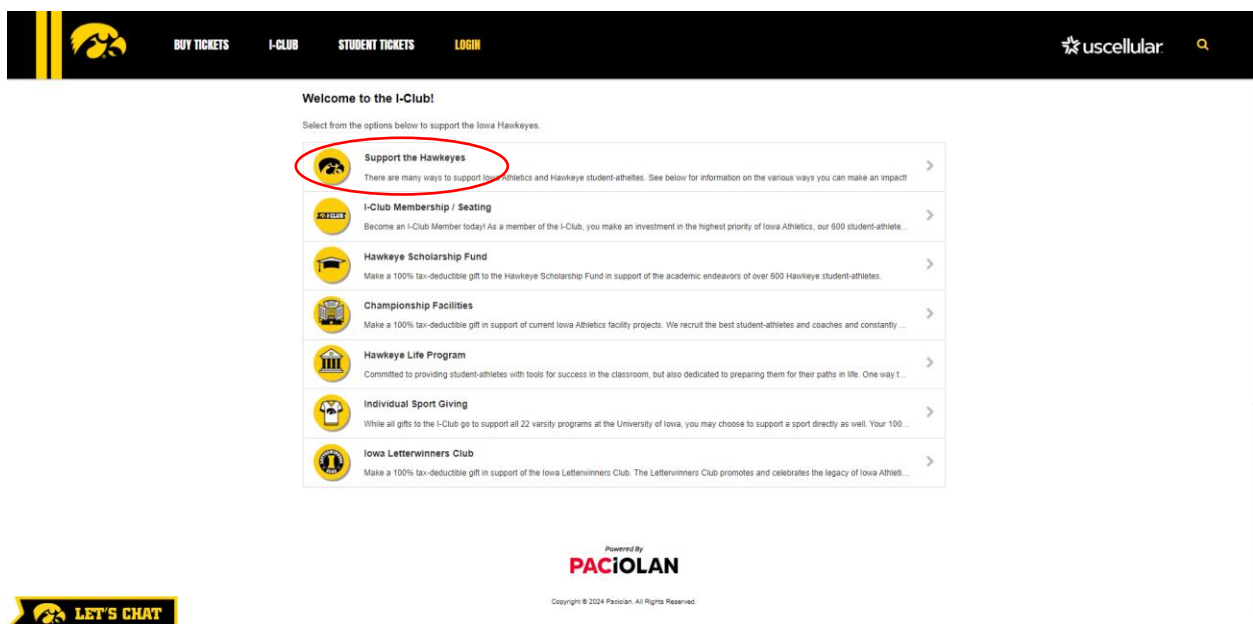 BUY TICKETS I-CLUB STUDENT TICKETS LOGIN uscellular
Welcome to the I-Club!
Select from the options below to support the Iowa Hawkeyes.
Support the Hawkeyes
There are many ways to support Iowa Athletics and Hawkeye student-atheltes. See below for information on the various ways you can make an impact!
I-Club Membership / Seating
Become an I-Club Member today! As a member of the I-Club, you make an investment in the highest priority of Iowa Athletics, our 600 student-athlete...
Hawkeye Scholarship Fund
Make a 100% tax-deductible gift to the Hawkeye Scholarship Fund in support of the academic endeavors of over 600 Hawkeye student-athletes.
Championship Facilities
Make a 100% tax-deductible gift in support of current Iowa Athletics facility projects. We recruit the best student-athletes and coaches and constantly ...
Hawkeye Life Program
Committed to providing student-athletes with tools for success in the classroom, but also dedicated to preparing them for their paths in life. One way t...
Individual Sport Giving
While all gifts to the I-Club go to support all 22 varsity programs at the University of Iowa, you may choose to support a sport directly as well. Your 100...
Iowa Letterwinners Club
Make a 100% tax-deductible gift in support of the Iowa Letterwinners Club. The Letterwinners Club promotes and celebrates the legacy of Iowa Athleti...
Powered By
PACiOLAN
Copyright © 2024 Paciolan. All Rights Reserved.
LET'S CHAT